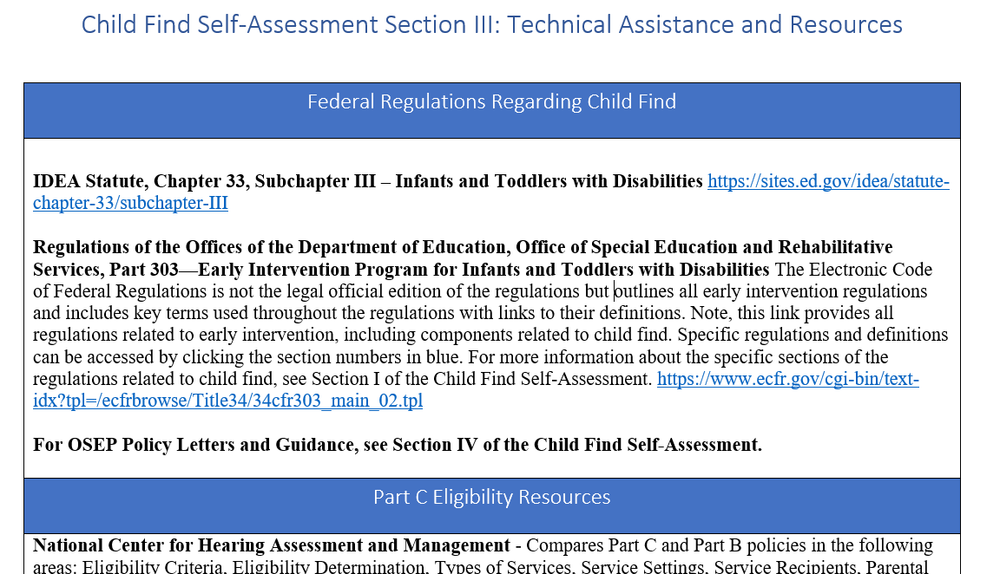 Child Find Self-Assessment Section III: Technical Assistance and Resources
Federal Regulations Regarding Child Find
IDEA Statute, Chapter 33, Subchapter III – Infants and Toddlers with Disabilities https://sites.ed.gov/idea/statute-
chapter-33/subchapter-III
Regulations of the Offices of the Department of Education, Office of Special Education and Rehabilitative
Services, Part 303—Early Intervention Program for Infants and Toddlers with Disabilities The Electronic Code
of Federal Regulations is not the legal official edition of the regulations but outlines all early intervention regulations
and includes key terms used throughout the regulations with links to their definitions. Note, this link provides all
regulations related to early intervention, including components related to child find. Specific regulations and definitions
can be accessed by clicking the section numbers in blue. For more information about the specific sections of the
regulations related to child find, see Section I of the Child Find Self-Assessment. https://www.ecfr.gov/cgi-bin/text-
idx?tpl=/ecfrbrowse/Title34/34cfr303_main_02.tpl
For OSEP Policy Letters and Guidance, see Section IV of the Child Find Self-Assessment.
Part C Eligibility Resources
National Center for Hearing Assessment and Management - Compares Part C and Part B policies in the following
areas: Eligibility Criteria, Eligibility Determination, Types of Services, Service Settings, Service Recipients, Parental